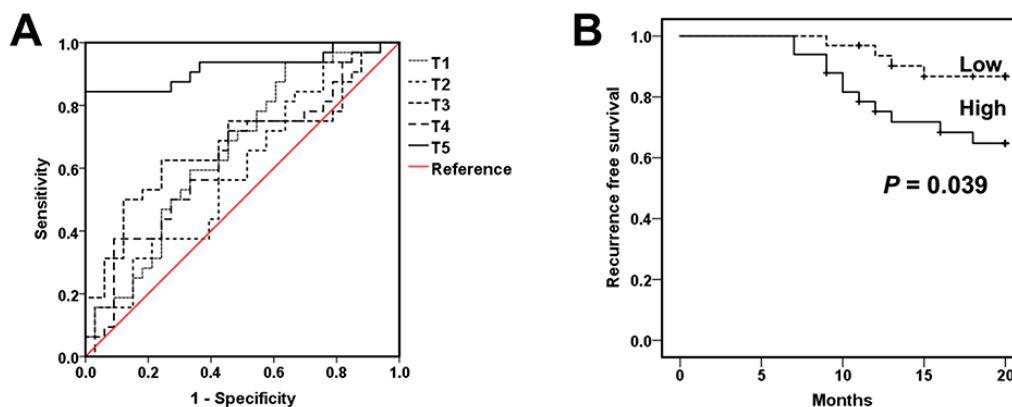 A
Sensitivity
1.0
0.8
0.6
0.4
0.2
0.0
0.0 0.2 0.4 0.6 0.8 1.0
1 - Specificity
T1
T2
T3
T4
T5
Reference
B
Recurrence free survival
1.0
0.8
0.6
0.4
0.2
0.0
Low
High
P = 0.039
0 5 10 15 20
Months